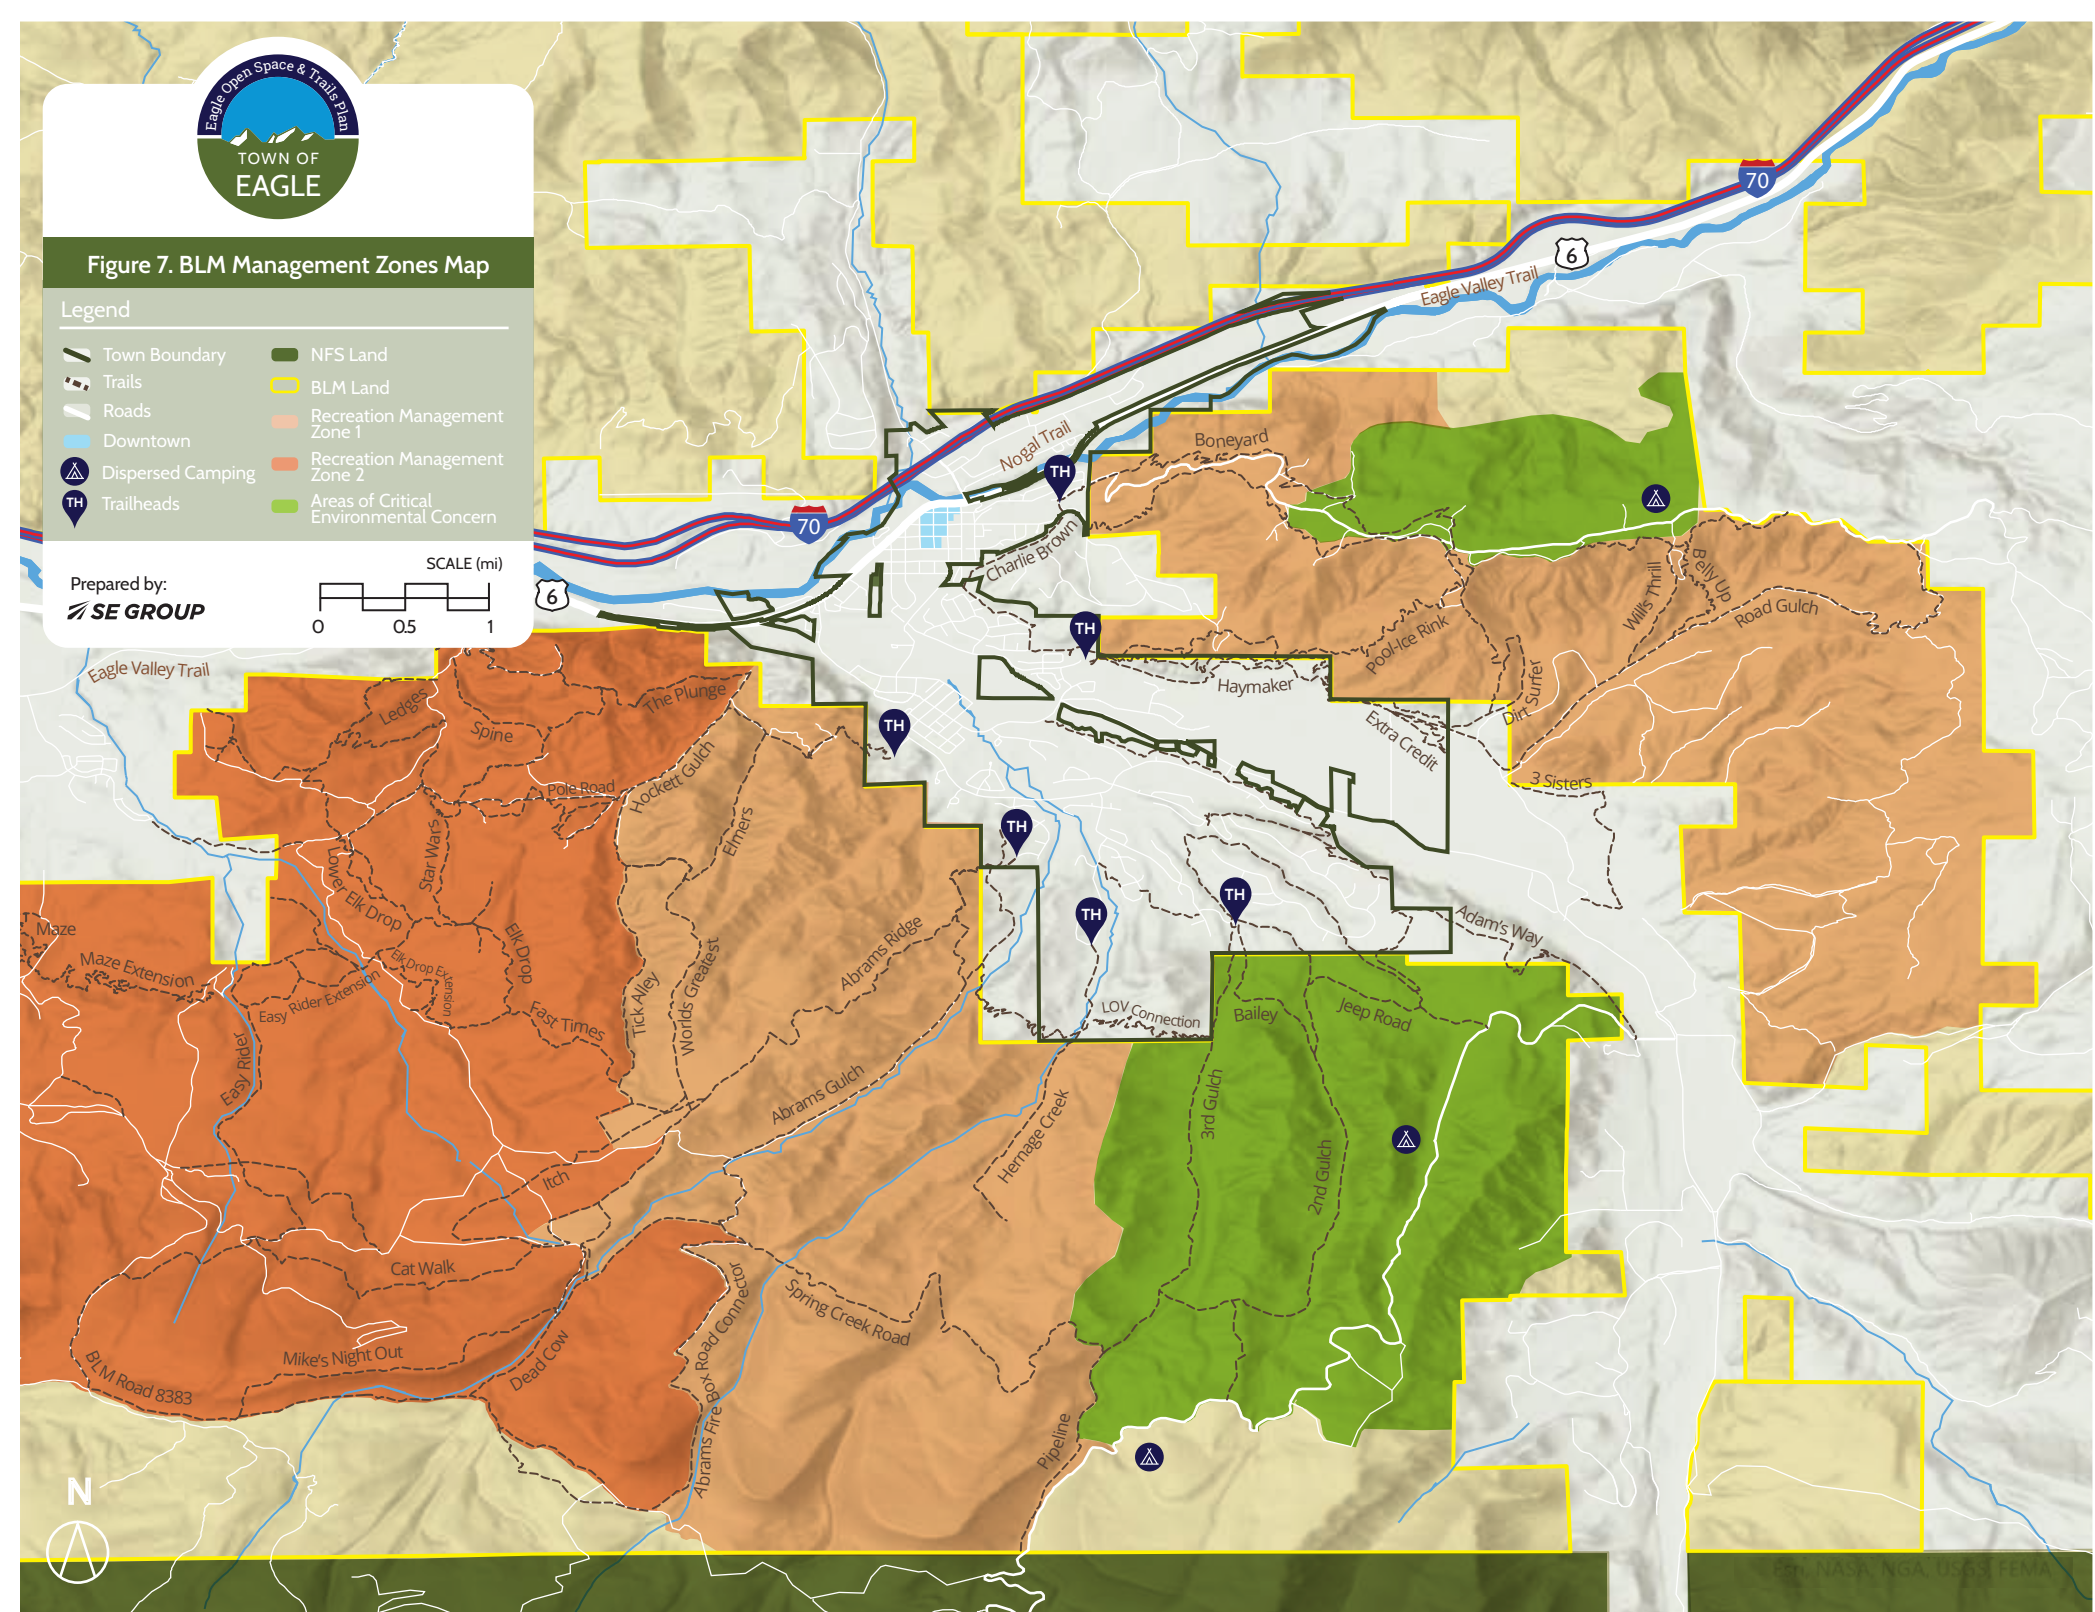 Eagle Open Space & Trails Plan
TOWN OF
EAGLE
Figure 7. BLM Management Zones Map
Legend
Town Boundary
Trails
Roads
Downtown
Dispersed Camping
TH
Trailheads
NFS Land
BLM Land
Recreation Management
Zone 1
Recreation Management
Zone 2
Areas of Critical
Environmental Concern
Prepared by:
SE GROUP
SCALE (mi)
0
0.5
1
70
6
Eagle Valley Trail
Nogal Trail
TH
Boneyard
70
6
Charlie Brown
Will's Thrill
Belly Up
Road Gulch
TH
Pool-Ice Rink
Haymaker
Dirt Surfer
Extra Credit
3 Sisters
Eagle Valley Trail
Ledges
The Plunge
Spine
TH
Hockett Gulch
Pole Road
Elmers
Star Wars
Lower Elk Drop
TH
TH
TH
Adam's Way
Maze
Maze Extension
Elk Drop
Elk Drop Extension
Easy Rider Extension
Fast Times
Tick Alley
Worlds Greatest
Abrams Ridge
LOV Connection
Bailey
Jeep Road
Easy Rider
Abrams Gulch
Hernage Creek
3rd Gulch
2nd Gulch
Itch
Cat Walk
Spring Creek Road
Abrams Fire Box Road Connector
Mike's Night Out
Dead Cow
BLM Road 8383
Pipeline
N
Esri, NASA, NGA, USGS, FEMA